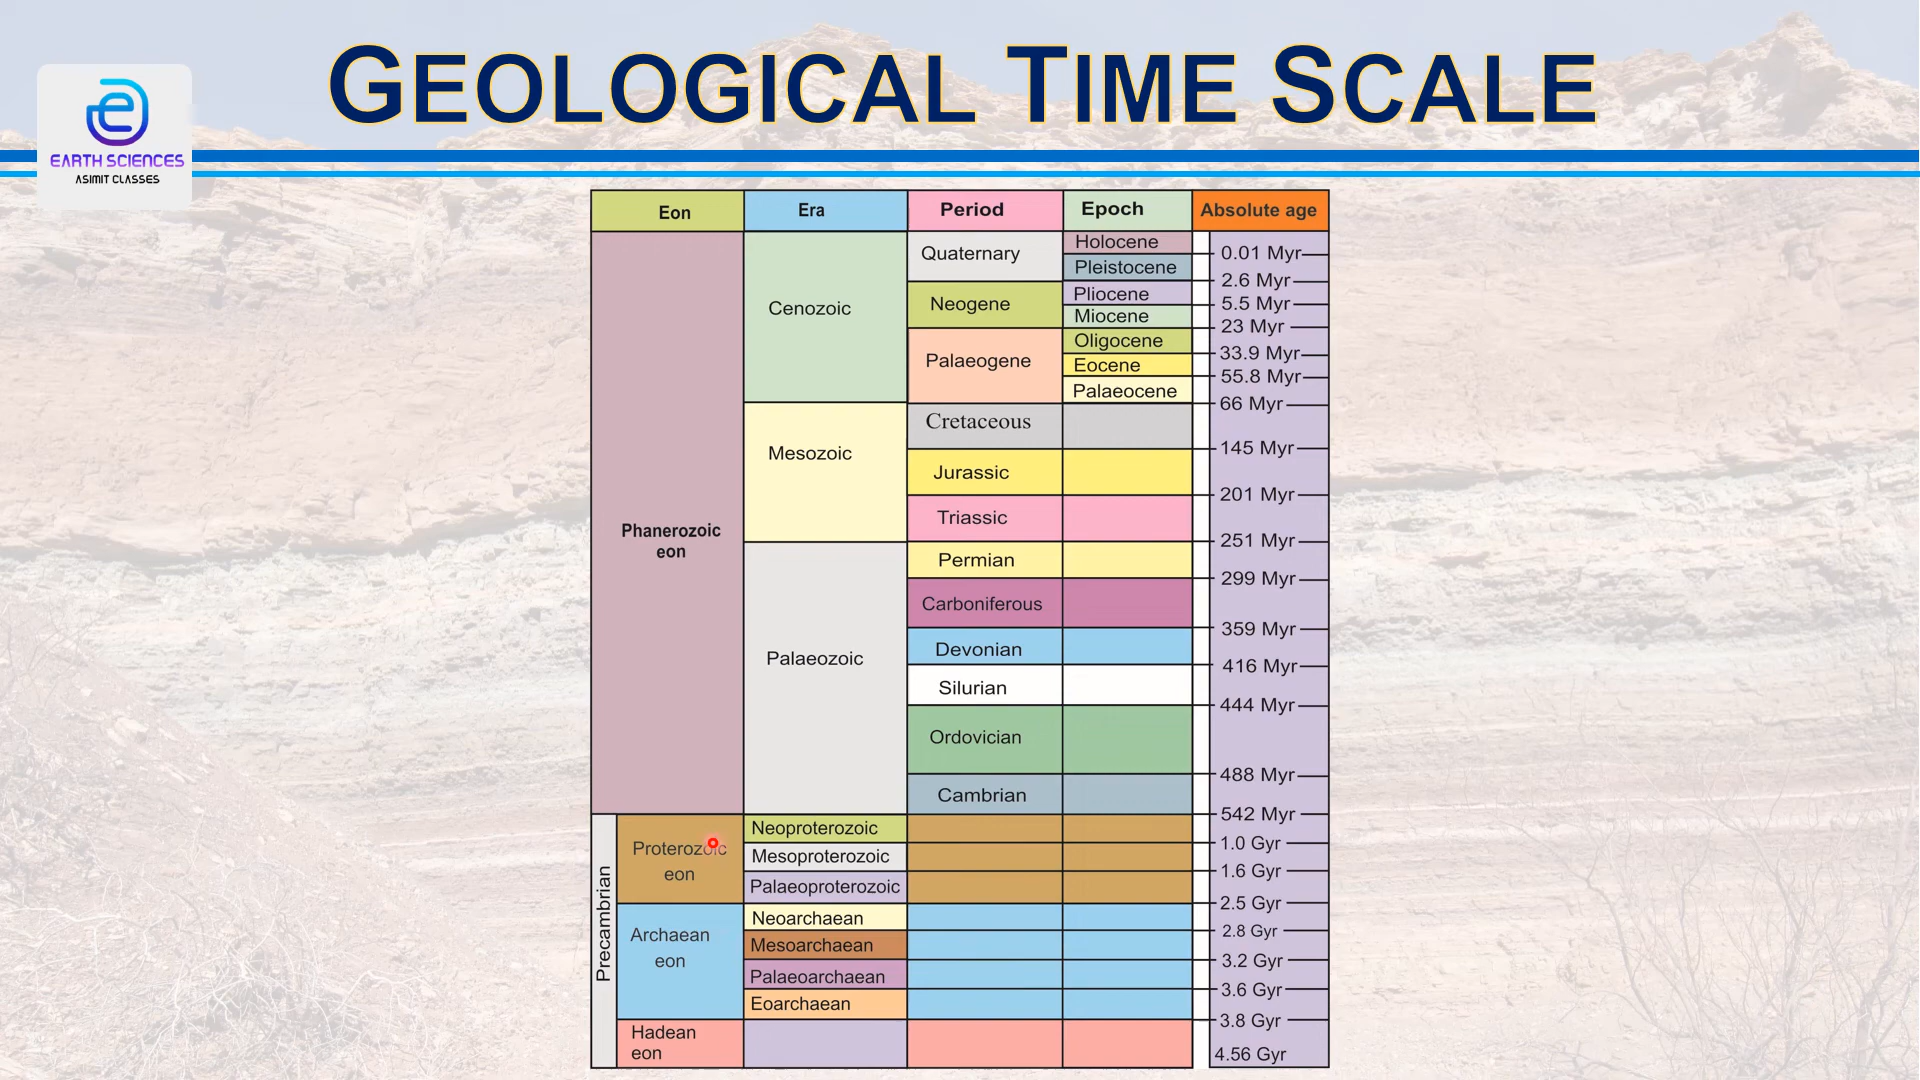 GEOLOGICAL TIME SCALE
e
EARTH SCIENCES
ASIMIT CLASSES
Eon Era Period Epoch Absolute age
Phanerozoic
eon
Cenozoic
Quaternary
Holocene
0.01 Myr
Pleistocene
2.6 Myr
Neogene
Pliocene
5.5 Myr
Miocene
23 Myr
Palaeogene
Oligocene
33.9 Myr
Eocene
55.8 Myr
Palaeocene
66 Myr
Mesozoic
Cretaceous
145 Myr
Jurassic
201 Myr
Triassic
251 Myr
Palaeozoic
Permian
299 Myr
Carboniferous
359 Myr
Devonian
416 Myr
Silurian
444 Myr
Ordovician
488 Myr
Cambrian
542 Myr
Precambrian
Proterozoic
eon
Neoproterozoic
1.0 Gyr
Mesoproterozoic
1.6 Gyr
Palaeoproterozoic
2.5 Gyr
Archaean
eon
Neoarchaean
2.8 Gyr
Mesoarchaean
3.2 Gyr
Palaeoarchaean
3.6 Gyr
Eoarchaean
3.8 Gyr
Hadean
eon
4.56 Gyr